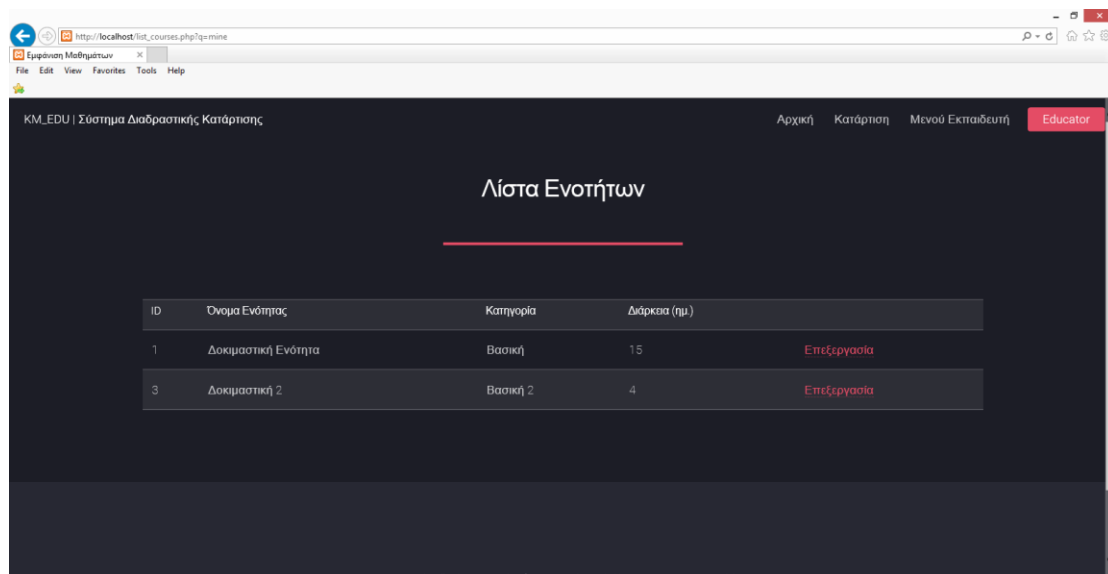 http://localhost/list_courses.php?q=mine
Εμφάνιση Μαθημάτων
File Edit View Favorites Tools Help
KM_EDU | Σύστημα Διαδραστικής Κατάρτισης Αρχική Κατάρτιση Μενού Εκπαιδευτή Educator
Λίστα Ενοτήτων
ID Όνομα Ενότητας Κατηγορία Διάρκεια (ημ.)
1 Δοκιμαστική Ενότητα Βασική 15 Επεξεργασία
3 Δοκιμαστική 2 Βασική 2 4 Επεξεργασία